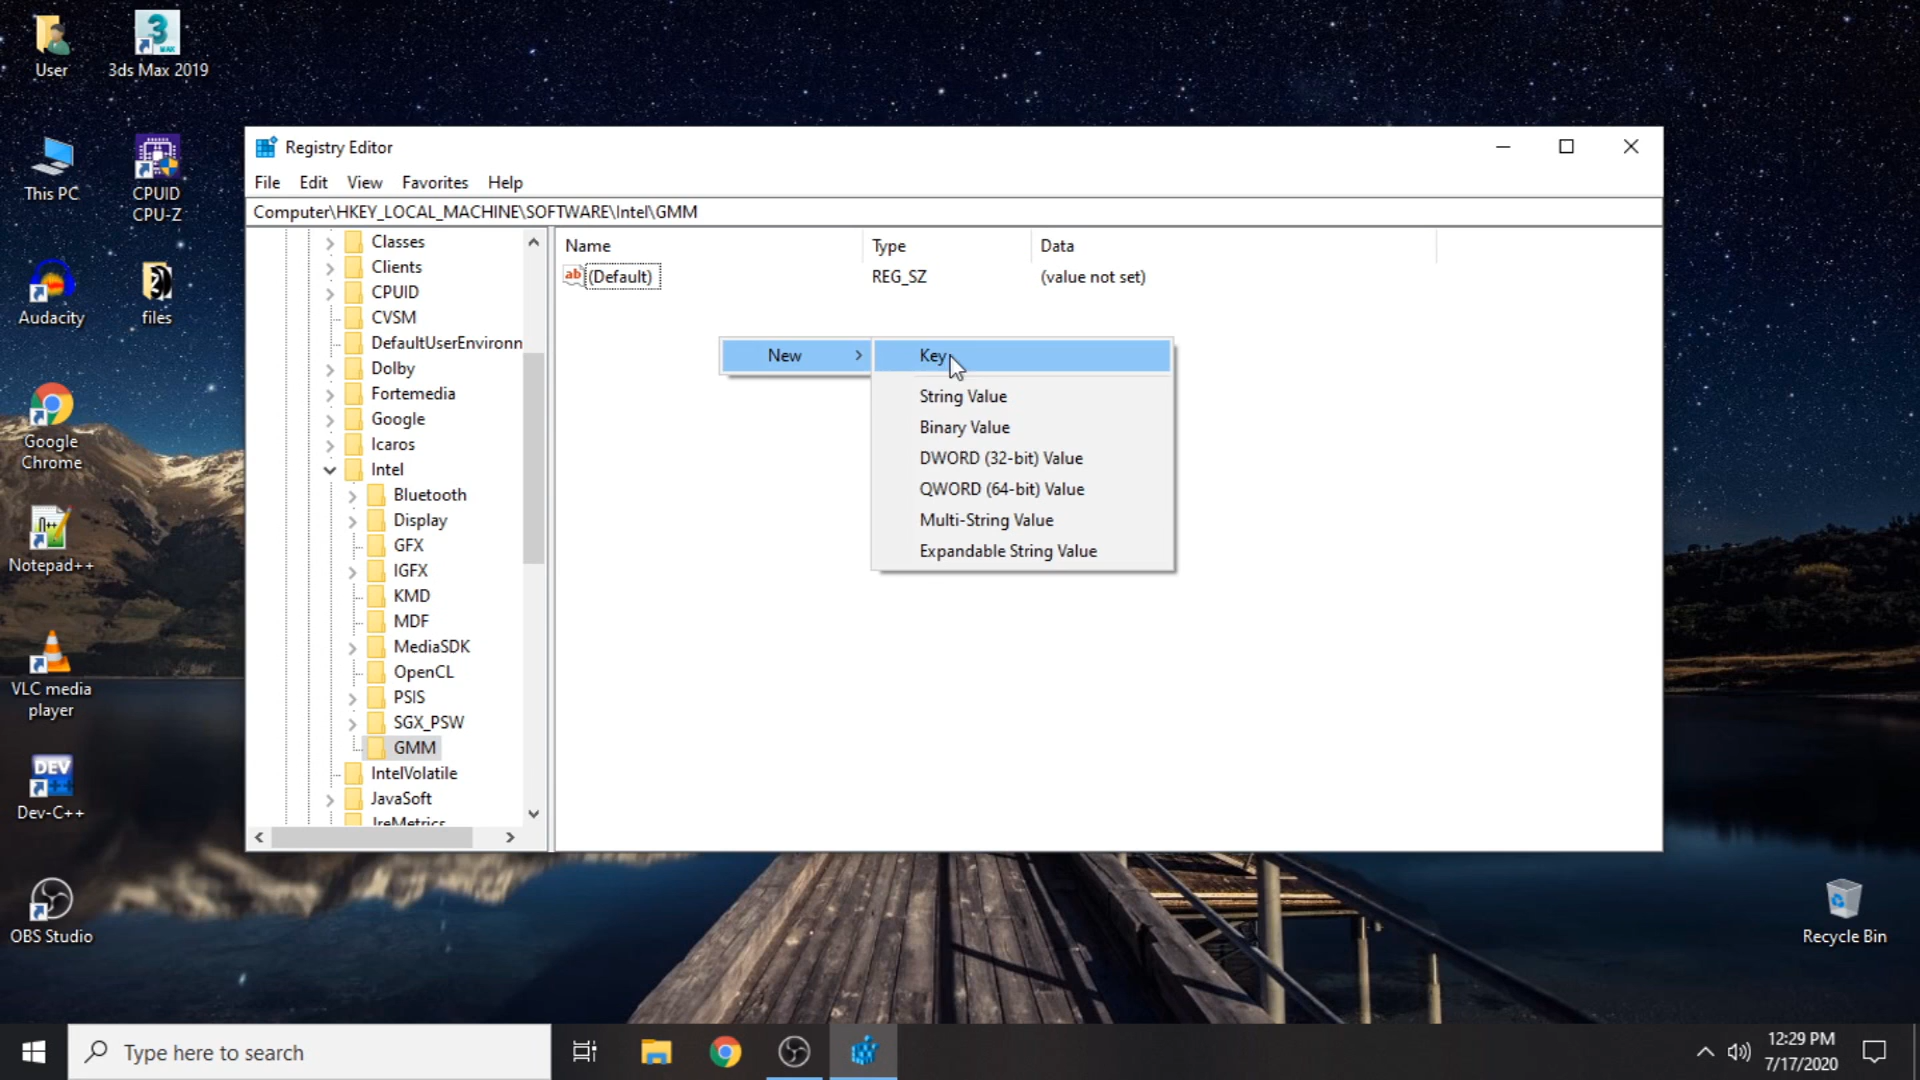 User
3ds Max 2019
This PC
CPUID
CPU-Z
Audacity
files
Google
Chrome
Notepad++
VLC media
player
DEV
Dev-C++
OBS Studio
Recycle Bin
Registry Editor
File Edit View Favorites Help
Computer\HKEY_LOCAL_MACHINE\SOFTWARE\Intel\GMM
Classes
Clients
CPUID
CVSM
DefaultUserEnvironn
Dolby
Fortemedia
Google
Icaros
Intel
Bluetooth
Display
GFX
IGFX
KMD
MDF
MediaSDK
OpenCL
PSIS
SGX_PSW
GMM
IntelVolatile
JavaSoft
JreMetrics
Name Type Data
ab (Default) REG_SZ (value not set)
New
Key
String Value
Binary Value
DWORD (32-bit) Value
QWORD (64-bit) Value
Multi-String Value
Expandable String Value
Type here to search
12:29 PM
7/17/2020